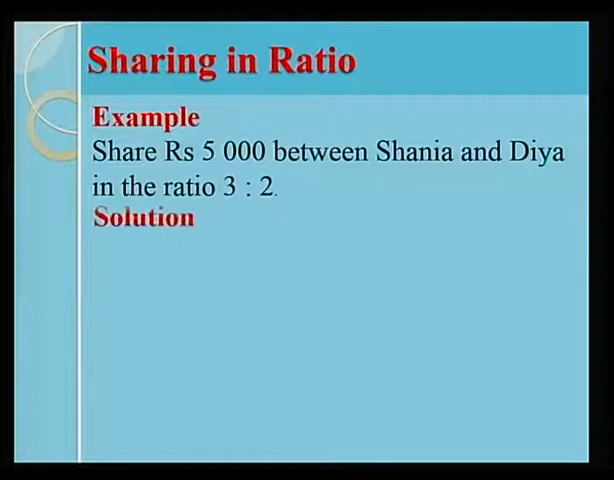 Sharing in Ratio
Example
Share Rs 5 000 between Shania and Diya
in the ratio 3 : 2.
Solution